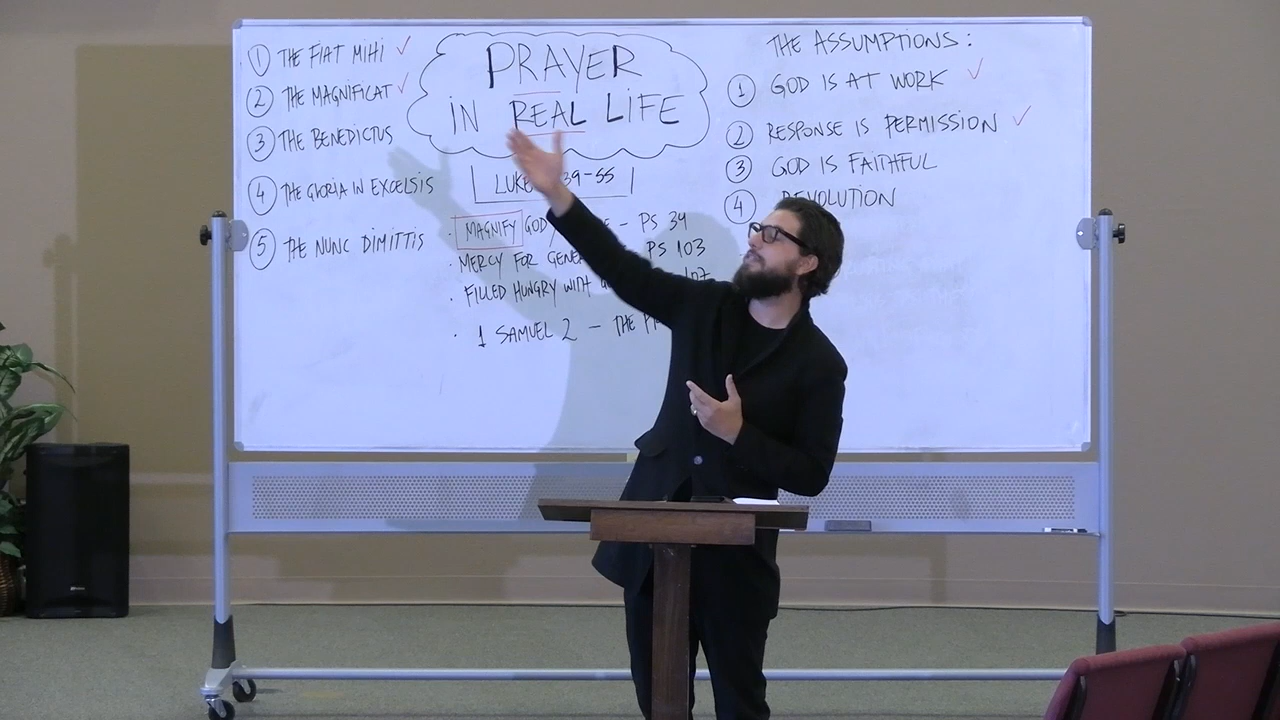 1 THE FIAT MIHI ✓
2 THE MAGNIFICAT ✓
3 THE BENEDICTUS
4 THE GLORIA IN EXCELSIS
5 THE NUNC DIMITTIS
PRAYER
IN REAL LIFE
LUKE 39-55
· MAGNIFY GOD - PS 34
· MERCY FOR PS 103
· FILLED HUNGRY WITH 107
· 1 SAMUEL 2 - THE
THE ASSUMPTIONS:
1 GOD IS AT WORK ✓
2 RESPONSE IS PERMISSION ✓
3 GOD IS FAITHFUL
4 REVOLUTION